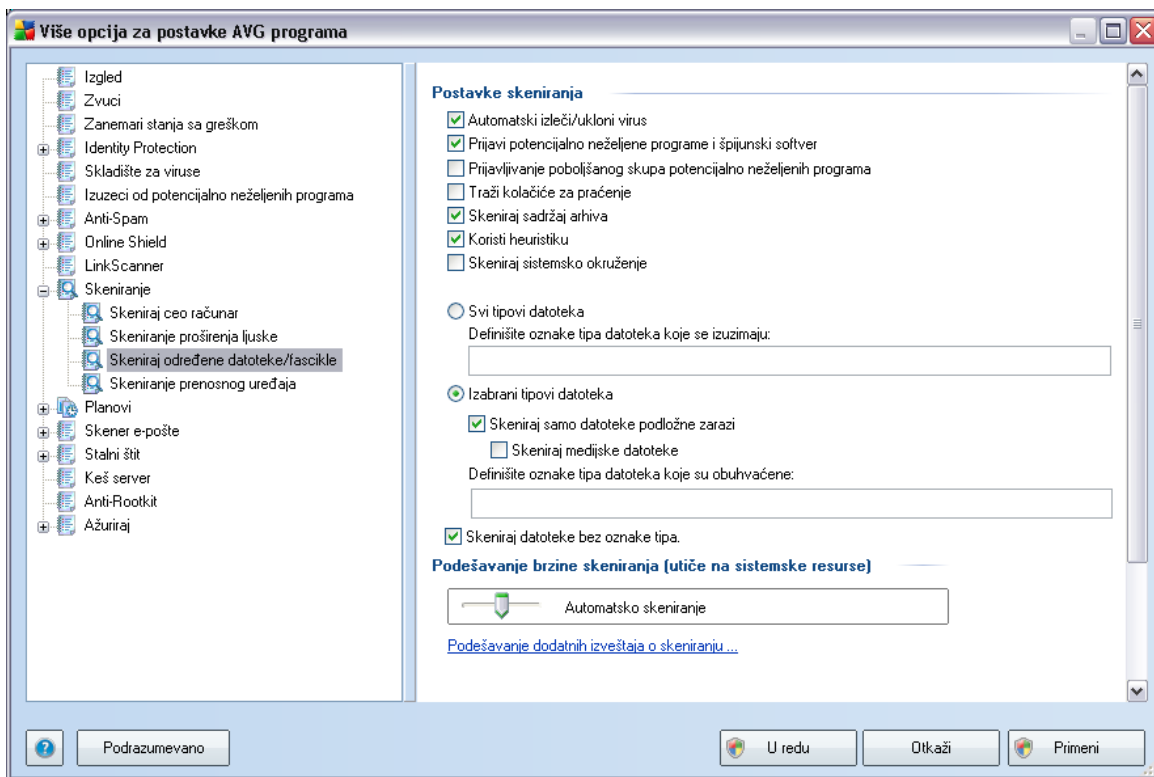 Više opcija za postavke AVG programa
Izgled
Zvuci
Zanemari stanja sa greškom
Identity Protection
Skladište za viruse
Izuzeci od potencijalno neželjenih programa
Anti-Spam
Online Shield
LinkScanner
Skeniranje
Skeniraj ceo računar
Skeniranje proširenja ljuske
Skeniraj određene datoteke/fascikle
Skeniranje prenosnog uređaja
Planovi
Skener e-pošte
Stalni štit
Keš server
Anti-Rootkit
Ažuriraj
Postavke skeniranja
Automatski izleči/ukloni virus
Prijavi potencijalno neželjene programe i špijunski softver
Prijavljivanje poboljšanog skupa potencijalno neželjenih programa
Traži kolačiće za praćenje
Skeniraj sadržaj arhiva
Koristi heuristiku
Skeniraj sistemsko okruženje
Svi tipovi datoteka
Definišite oznake tipa datoteka koje se izuzimaju:
Izabrani tipovi datoteka
Skeniraj samo datoteke podložne zarazi
Skeniraj medijske datoteke
Definišite oznake tipa datoteka koje su obuhvaćene:
Skeniraj datoteke bez oznake tipa.
Podešavanje brzine skeniranja (utiče na sistemske resurse)
Automatsko skeniranje
Podešavanje dodatnih izveštaja o skeniranju ...
Podrazumevano
U redu
Otkaži
Primeni